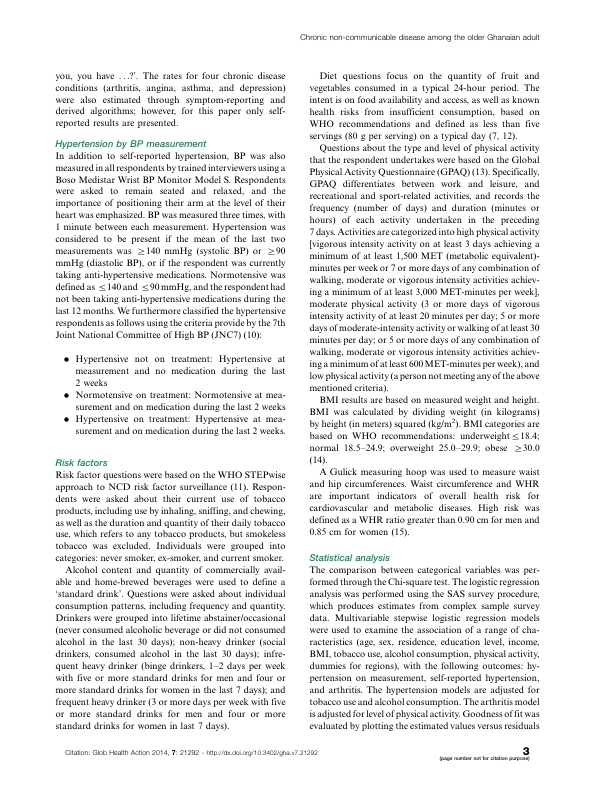 Chronic non-communicable disease among the older Ghanaian adult
you, you have ...?'. The rates for four chronic disease
conditions (arthritis, angina, asthma, and depression)
were also estimated through symptom-reporting and
derived algorithms; however, for this paper only self-
reported results are presented.
Hypertension by BP measurement
In addition to self-reported hypertension, BP was also
measured in all respondents by trained interviewers using a
Boso Medistar Wrist BP Monitor Model S. Respondents
were asked to remain seated and relaxed, and the
importance of positioning their arm at the level of their
heart was emphasized. BP was measured three times, with
1 minute between each measurement. Hypertension was
considered to be present if the mean of the last two
measurements was ≥140 mmHg (systolic BP) or ≥90
mmHg (diastolic BP), or if the respondent was currently
taking anti-hypertensive medications. Normotensive was
defined as ≤140 and ≤90 mmHg, and the respondent had
not been taking anti-hypertensive medications during the
last 12 months. We furthermore classified the hypertensive
respondents as follows using the criteria provide by the 7th
Joint National Committee of High BP (JNC7) (10):
● Hypertensive not on treatment: Hypertensive at
measurement and no medication during the last
2 weeks
● Normotensive on treatment: Normotensive at mea-
surement and on medication during the last 2 weeks
● Hypertensive on treatment: Hypertensive at mea-
surement and on medication during the last 2 weeks.
Risk factors
Risk factor questions were based on the WHO STEPwise
approach to NCD risk factor surveillance (11). Respon-
dents were asked about their current use of tobacco
products, including use by inhaling, sniffing, and chewing,
as well as the duration and quantity of their daily tobacco
use, which refers to any tobacco products, but smokeless
tobacco was excluded. Individuals were grouped into
categories: never smoker, ex-smoker, and current smoker.
Alcohol content and quantity of commercially avail-
able and home-brewed beverages were used to define a
'standard drink'. Questions were asked about individual
consumption patterns, including frequency and quantity.
Drinkers were grouped into lifetime abstainer/occasional
(never consumed alcoholic beverage or did not consumed
alcohol in the last 30 days); non-heavy drinker (social
drinkers, consumed alcohol in the last 30 days); infre-
quent heavy drinker (binge drinkers, 1–2 days per week
with five or more standard drinks for men and four or
more standard drinks for women in the last 7 days); and
frequent heavy drinker (3 or more days per week with five
or more standard drinks for men and four or more
standard drinks for women in last 7 days).
Diet questions focus on the quantity of fruit and
vegetables consumed in a typical 24-hour period. The
intent is on food availability and access, as well as known
health risks from insufficient consumption, based on
WHO recommendations and defined as less than five
servings (80 g per serving) on a typical day (7, 12).
Questions about the type and level of physical activity
that the respondent undertakes were based on the Global
Physical Activity Questionnaire (GPAQ) (13). Specifically,
GPAQ differentiates between work and leisure, and
recreational and sport-related activities, and records the
frequency (number of days) and duration (minutes or
hours) of each activity undertaken in the preceding
7 days. Activities are categorized into high physical activity
[vigorous intensity activity on at least 3 days achieving a
minimum of at least 1,500 MET (metabolic equivalent)-
minutes per week or 7 or more days of any combination of
walking, moderate or vigorous intensity activities achiev-
ing a minimum of at least 3,000 MET-minutes per week],
moderate physical activity (3 or more days of vigorous
intensity activity of at least 20 minutes per day; 5 or more
days of moderate-intensity activity or walking of at least 30
minutes per day; or 5 or more days of any combination of
walking, moderate or vigorous intensity activities achiev-
ing a minimum of at least 600 MET-minutes per week), and
low physical activity (a person not meeting any of the above
mentioned criteria).
BMI results are based on measured weight and height.
BMI was calculated by dividing weight (in kilograms)
by height (in meters) squared (kg/m²). BMI categories are
based on WHO recommendations: underweight ≤18.4;
normal 18.5–24.9; overweight 25.0–29.9; obese ≥30.0
(14).
A Gulick measuring hoop was used to measure waist
and hip circumferences. Waist circumference and WHR
are important indicators of overall health risk for
cardiovascular and metabolic diseases. High risk was
defined as a WHR ratio greater than 0.90 cm for men and
0.85 cm for women (15).
Statistical analysis
The comparison between categorical variables was per-
formed through the Chi-square test. The logistic regression
analysis was performed using the SAS survey procedure,
which produces estimates from complex sample survey
data. Multivariable stepwise logistic regression models
were used to examine the association of a range of cha-
racteristics (age, sex, residence, education level, income,
BMI, tobacco use, alcohol consumption, physical activity,
dummies for regions), with the following outcomes: hy-
pertension on measurement, self-reported hypertension,
and arthritis. The hypertension models are adjusted for
tobacco use and alcohol consumption. The arthritis model
is adjusted for level of physical activity. Goodness of fit was
evaluated by plotting the estimated values versus residuals
Citation: Glob Health Action 2014, 7: 21292 - http://dx.doi.org/10.3402/gha.v7.21292
3
(page number not for citation purpose)